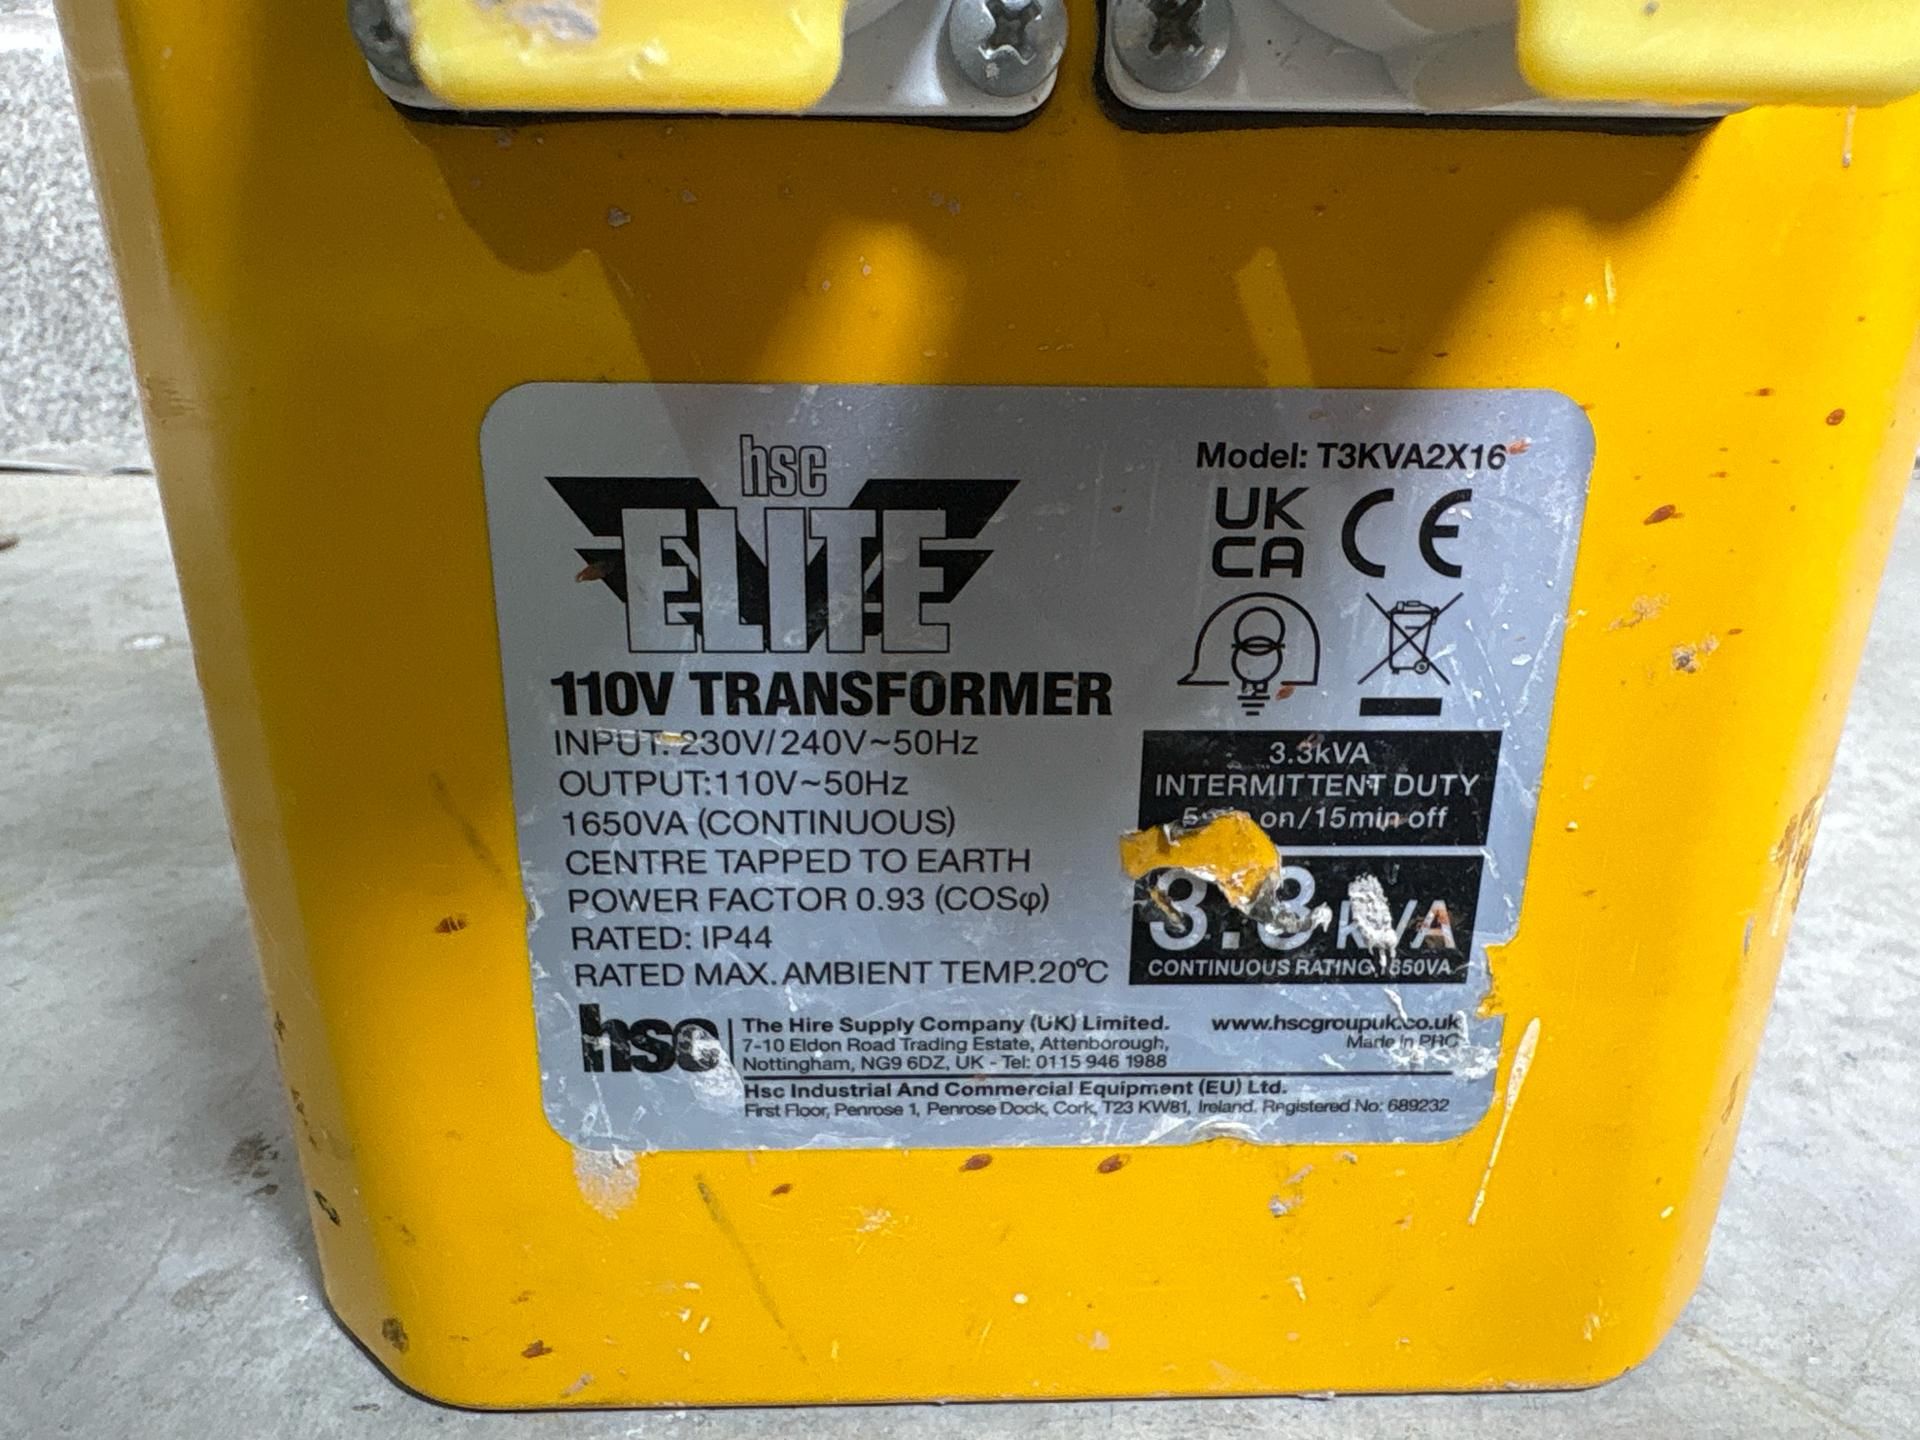 hsc
ELITE
110V TRANSFORMER
INPUT: 230V/240V~50Hz
OUTPUT:110V~50Hz
1650VA (CONTINUOUS)
CENTRE TAPPED TO EARTH
POWER FACTOR 0.93 (COSφ)
RATED: IP44
RATED MAX. AMBIENT TEMP.20°C
Model: T3KVA2X16
UK
CA
CE
3.3kVA
INTERMITTENT DUTY
on/15min off
3.3 kVA
CONTINUOUS RATING 1650VA
hsc
The Hire Supply Company (UK) Limited.
7-10 Eldon Road Trading Estate, Attenborough,
Nottingham, NG9 6DZ, UK - Tel: 0115 946 1988
www.hscgroupuk.co.uk
Made in PRC
Hsc Industrial And Commercial Equipment (EU) Ltd.
First Floor, Penrose 1, Penrose Dock, Cork, T23 KW81, Ireland. Registered No: 689232